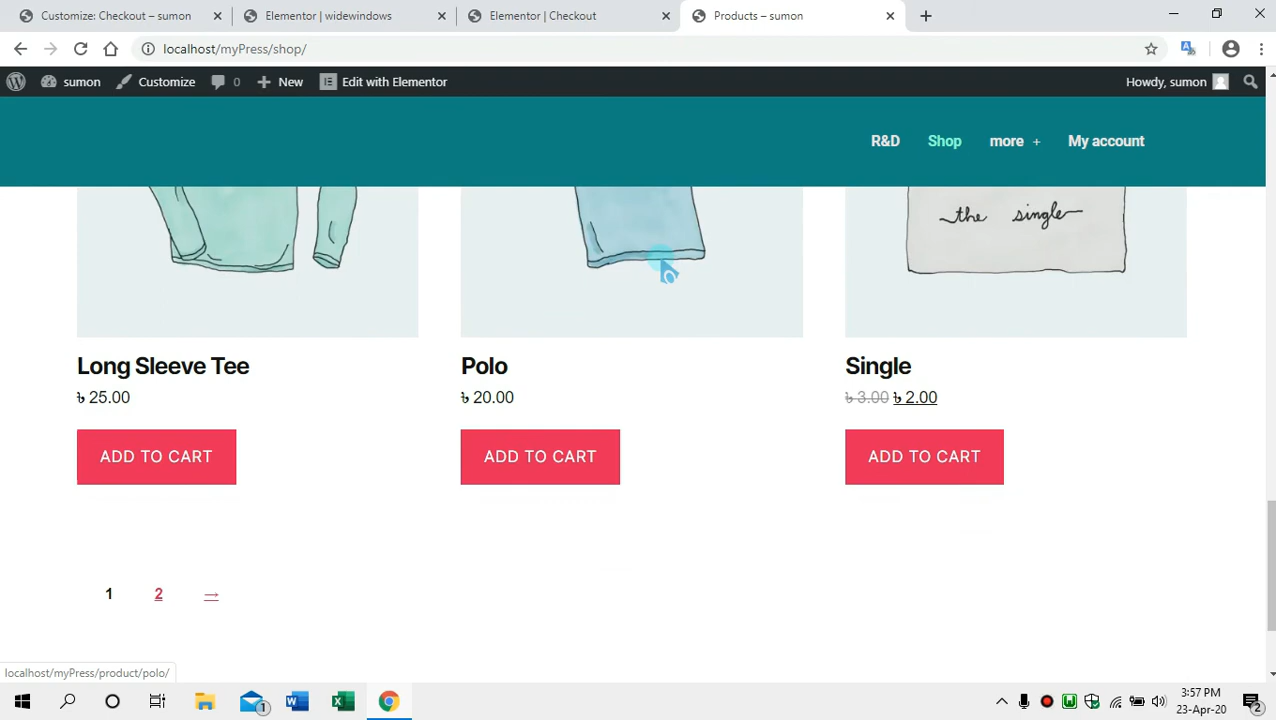 Customize: Checkout – sumon
Elementor | widewindows
Elementor | Checkout
Products – sumon
localhost/myPress/shop/
sumon Customize 0 New Edit with Elementor Howdy, sumon
R&D Shop more + My account
the single
Long Sleeve Tee Polo Single
৳ 25.00 ৳ 20.00 ৳ 3.00 ৳ 2.00
ADD TO CART ADD TO CART ADD TO CART
1 2 →
localhost/myPress/product/polo/
1
3:57 PM
23-Apr-20
2